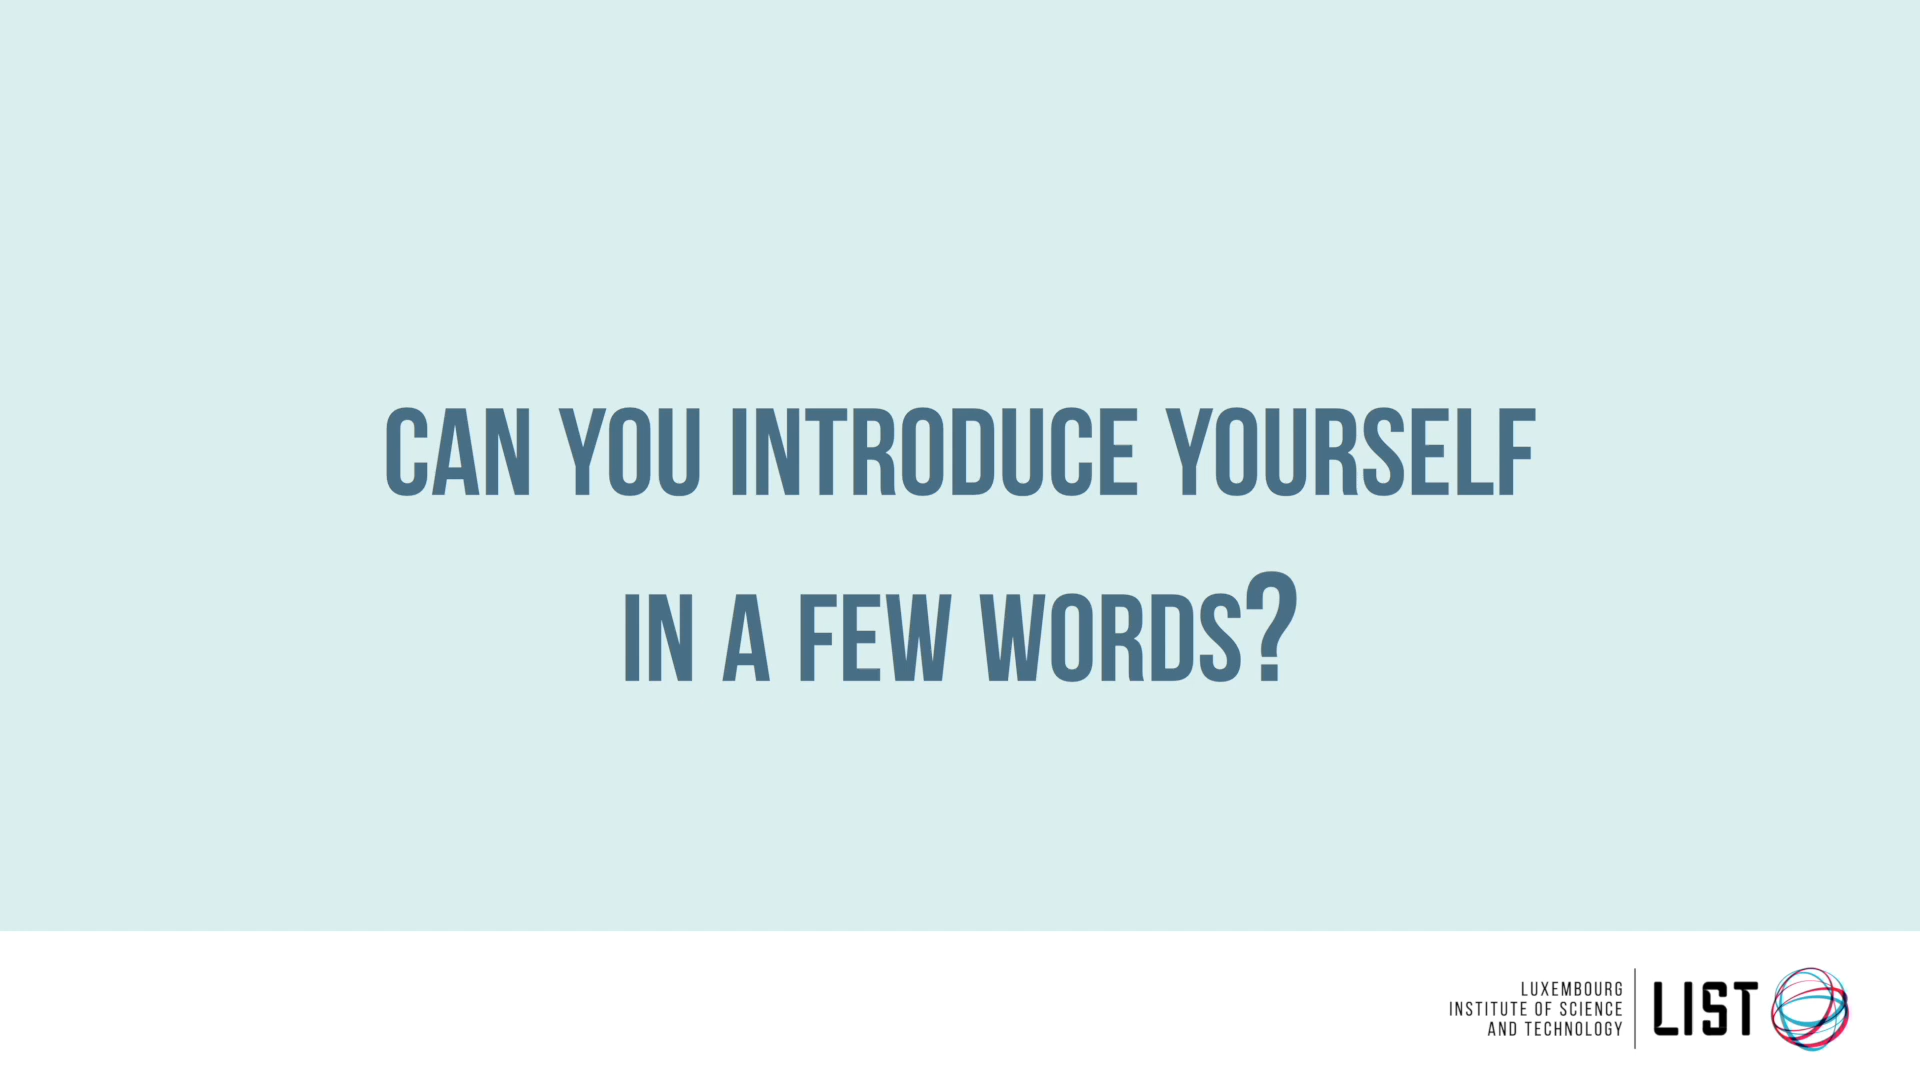 CAN YOU INTRODUCE YOURSELF
IN A FEW WORDS?
LUXEMBOURG
INSTITUTE OF SCIENCE
AND TECHNOLOGY
LIST